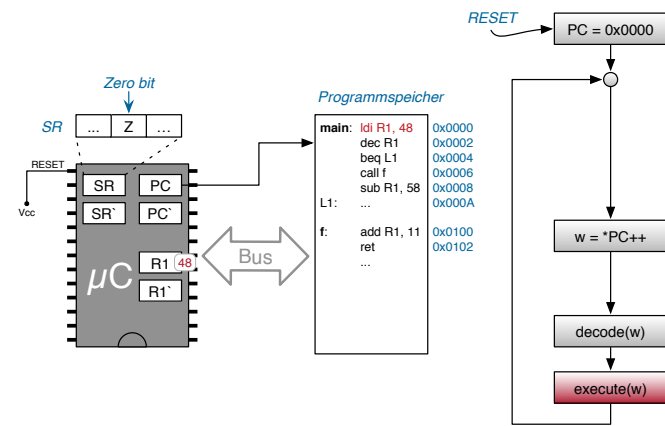 RESET
PC = 0x0000
Zero bit
Programmspeicher
SR ... Z ...
main: ldi R1, 48 0x0000
dec R1 0x0002
beq L1 0x0004
call f 0x0006
sub R1, 58 0x0008
L1: ... 0x000A
f: add R1, 11 0x0100
ret 0x0102
...
RESET
Vcc
SR PC
SR` PC`
R1 48
R1`
µC
Bus
w = *PC++
decode(w)
execute(w)